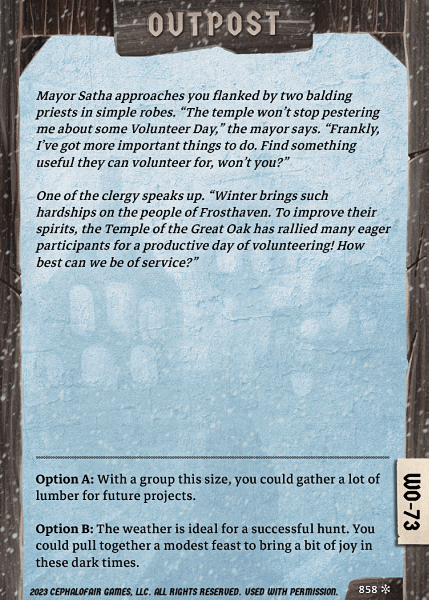 OUTPOST
Mayor Satha approaches you flanked by two balding
priests in simple robes. “The temple won’t stop pestering
me about some Volunteer Day,” the mayor says. “Frankly,
I’ve got more important things to do. Find something
useful they can volunteer for, won’t you?”
One of the clergy speaks up. “Winter brings such
hardships on the people of Frosthaven. To improve their
spirits, the Temple of the Great Oak has rallied many eager
participants for a productive day of volunteering! How
best can we be of service?”
Option A: With a group this size, you could gather a lot of
lumber for future projects.
Option B: The weather is ideal for a successful hunt. You
could pull together a modest feast to bring a bit of joy in
these dark times.
WO-73
2023 CEPHALOFAIR GAMES, LLC. ALL RIGHTS RESERVED. USED WITH PERMISSION.
858